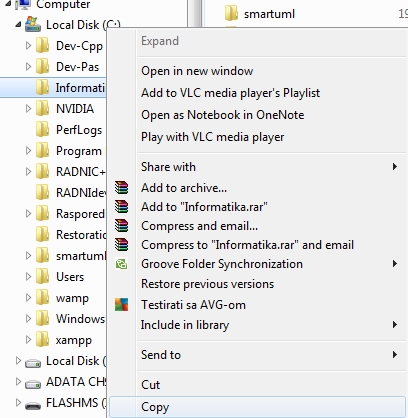 Computer
Local Disk (C:)
Dev-Cpp
Dev-Pas
Informati
NVIDIA
PerfLogs
Program
RADNIC+
RADNIdev
Raspored
Restoratio
smartuml
Users
wamp
Windows
xampp
Local Disk (
ADATA CH
FLASHMS (
smartuml
19
Expand
Open in new window
Add to VLC media player's Playlist
Open as Notebook in OneNote
Play with VLC media player
Share with
Add to archive...
Add to "Informatika.rar"
Compress and email...
Compress to "Informatika.rar" and email
Groove Folder Synchronization
Restore previous versions
Testirati sa AVG-om
Include in library
Send to
Cut
Copy